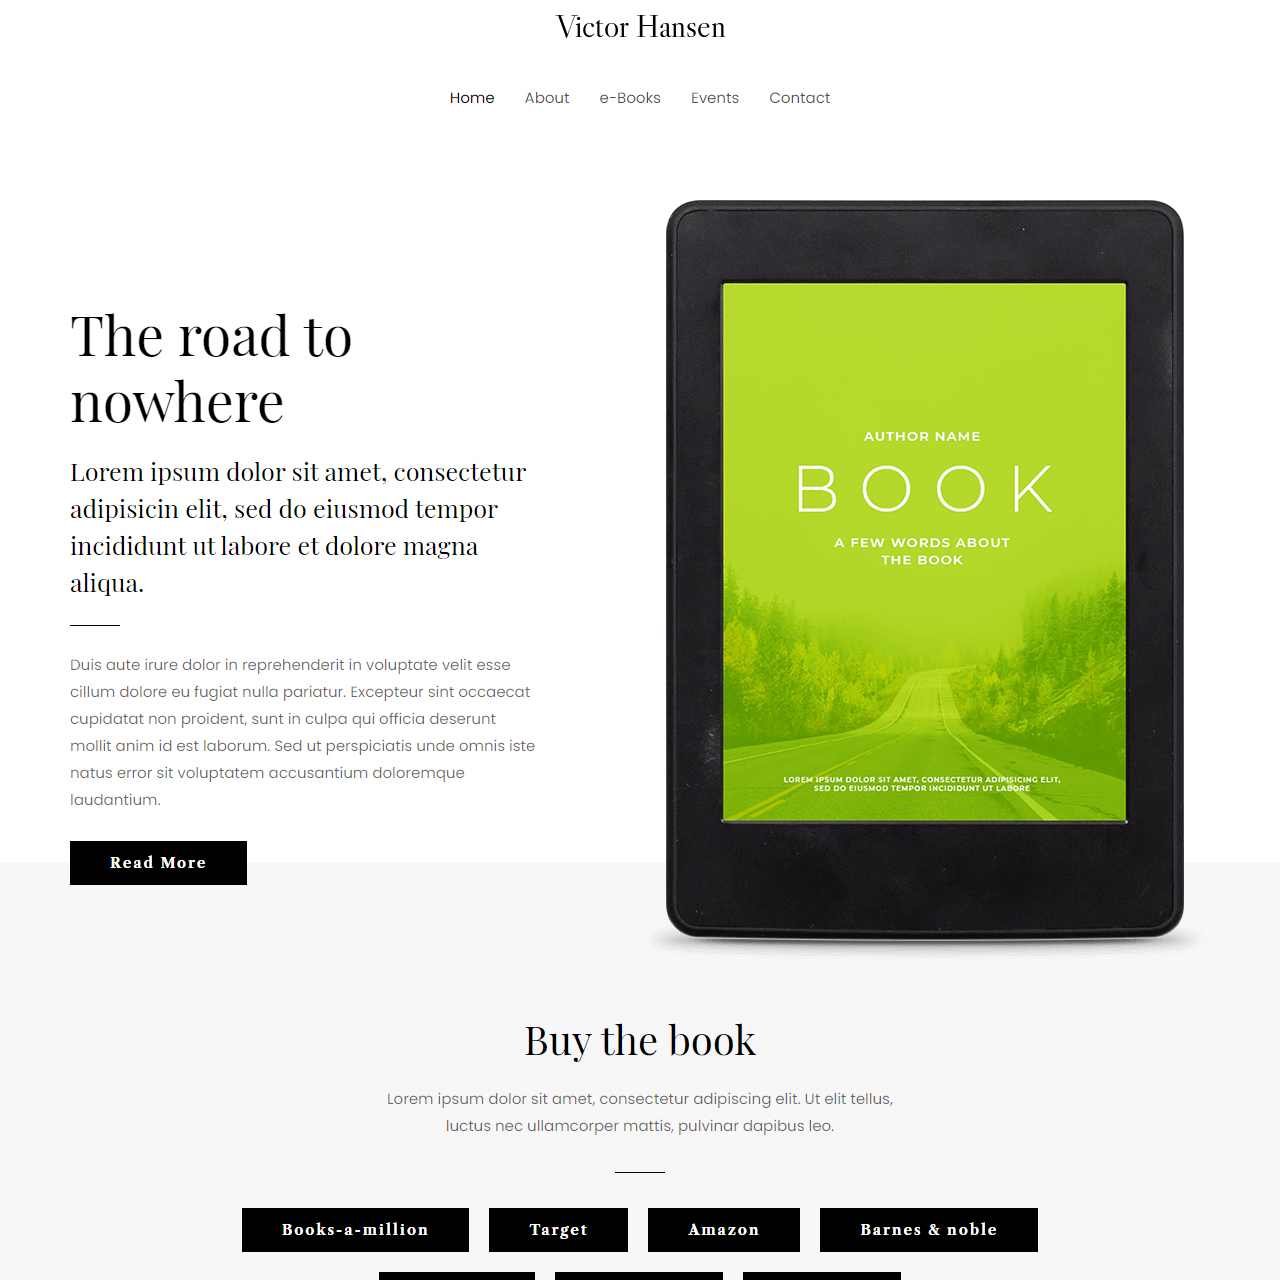 Victor Hansen
Home About e-Books Events Contact
The road to
nowhere
Lorem ipsum dolor sit amet, consectetur
adipisicin elit, sed do eiusmod tempor
incididunt ut labore et dolore magna
aliqua.
Duis aute irure dolor in reprehenderit in voluptate velit esse
cillum dolore eu fugiat nulla pariatur. Excepteur sint occaecat
cupidatat non proident, sunt in culpa qui officia deserunt
mollit anim id est laborum. Sed ut perspiciatis unde omnis iste
natus error sit voluptatem accusantium doloremque
laudantium.
Read More
AUTHOR NAME
BOOK
A FEW WORDS ABOUT
THE BOOK
LOREM IPSUM DOLOR SIT AMET, CONSECTETUR ADIPISICING ELIT,
SED DO EIUSMOD TEMPOR INCIDIDUNT UT LABORE
Buy the book
Lorem ipsum dolor sit amet, consectetur adipiscing elit. Ut elit tellus,
luctus nec ullamcorper mattis, pulvinar dapibus leo.
Books-a-million Target Amazon Barnes & noble